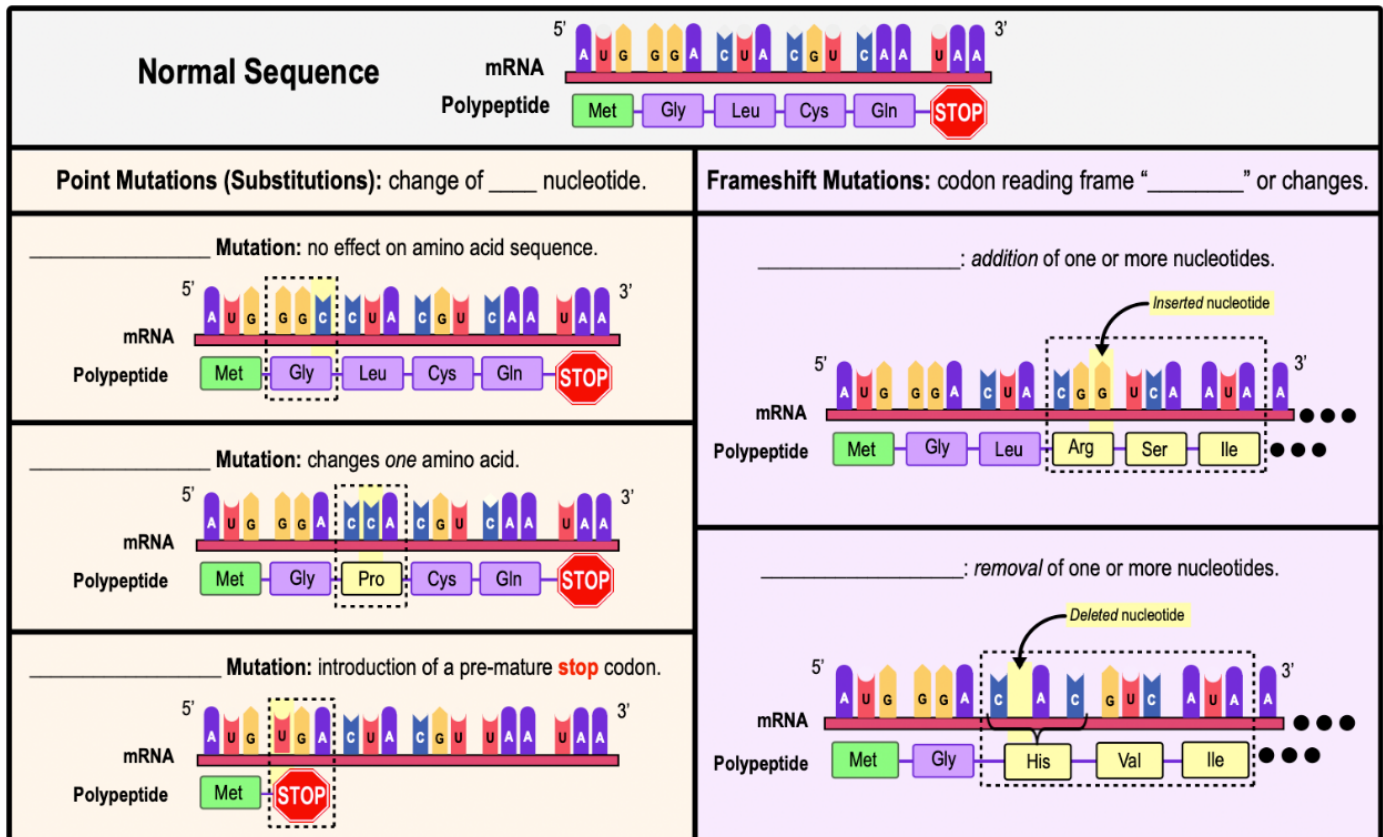 Normal Sequence
5’ 3’
mRNA A U G G G A C U A C G U C A A U A A
Polypeptide Met Gly Leu Cys Gln STOP
Point Mutations (Substitutions): change of ____ nucleotide.
_________________ Mutation: no effect on amino acid sequence.
5’ 3’
A U G G G C C U A C G U C A A U A A
mRNA
Polypeptide Met Gly Leu Cys Gln STOP
_________________ Mutation: changes one amino acid.
5’ 3’
A U G G G A C C A C G U C A A U A A
mRNA
Polypeptide Met Gly Pro Cys Gln STOP
__________________ Mutation: introduction of a pre-mature stop codon.
5’ 3’
A U G U G A C U A C G U U A A U A A
mRNA
Polypeptide Met STOP
Frameshift Mutations: codon reading frame “________” or changes.
___________________: addition of one or more nucleotides.
Inserted nucleotide
5’ 3’
A U G G G A C U A C G G U C A A U A A
mRNA
Polypeptide Met Gly Leu Arg Ser Ile
___________________: removal of one or more nucleotides.
Deleted nucleotide
5’ 3’
A U G G G A C A C G U C A U A A
mRNA
Polypeptide Met Gly His Val Ile